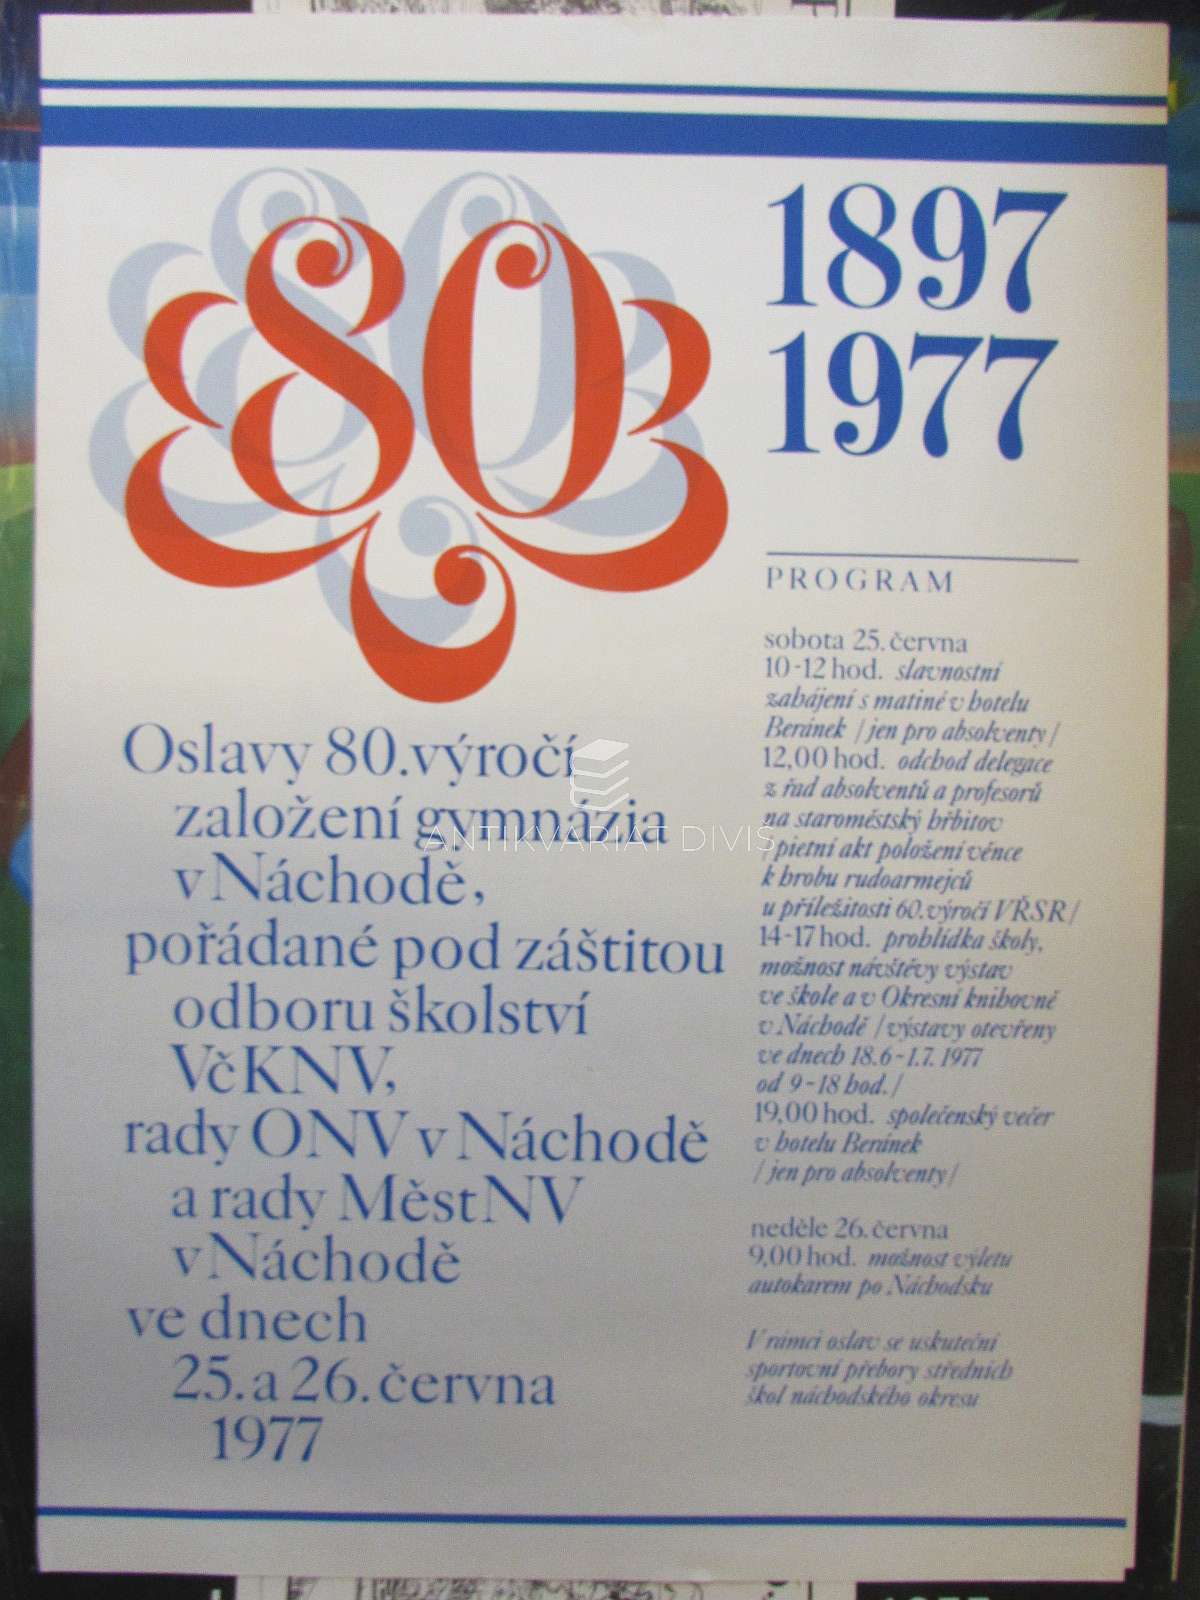 80
1897
1977
PROGRAM
sobota 25. června
10-12 hod. slavnostní
zahájení s matiné v hotelu
Beránek /jen pro absolventy/
12,00 hod. odchod delegace
z řad absolventů a profesorů
na staroměstský hřbitov
/pietní akt položení věnce
k hrobu rudoarmejců
u příležitosti 60. výročí VŘSR/
14-17 hod. prohlídka školy,
možnost návštěvy výstav
ve škole a v Okresní knihovně
v Náchodě /výstavy otevřeny
ve dnech 18.6 - 1.7. 1977
od 9-18 hod./
19,00 hod. společenský večer
v hotelu Beránek
/jen pro absolventy/
neděle 26. června
9,00 hod. možnost výletu
autokarem po Náchodsku
V rámci oslav se uskuteční
sportovní přebory středních
škol náchodského okresu
Oslavy 80. výročí
založení gymnázia
v Náchodě,
pořádané pod záštitou
odboru školství
VčKNV,
rady ONV v Náchodě
a rady MěstNV
v Náchodě
ve dnech
25. a 26. června
1977
ANTIKVARIAT DIVIŠ